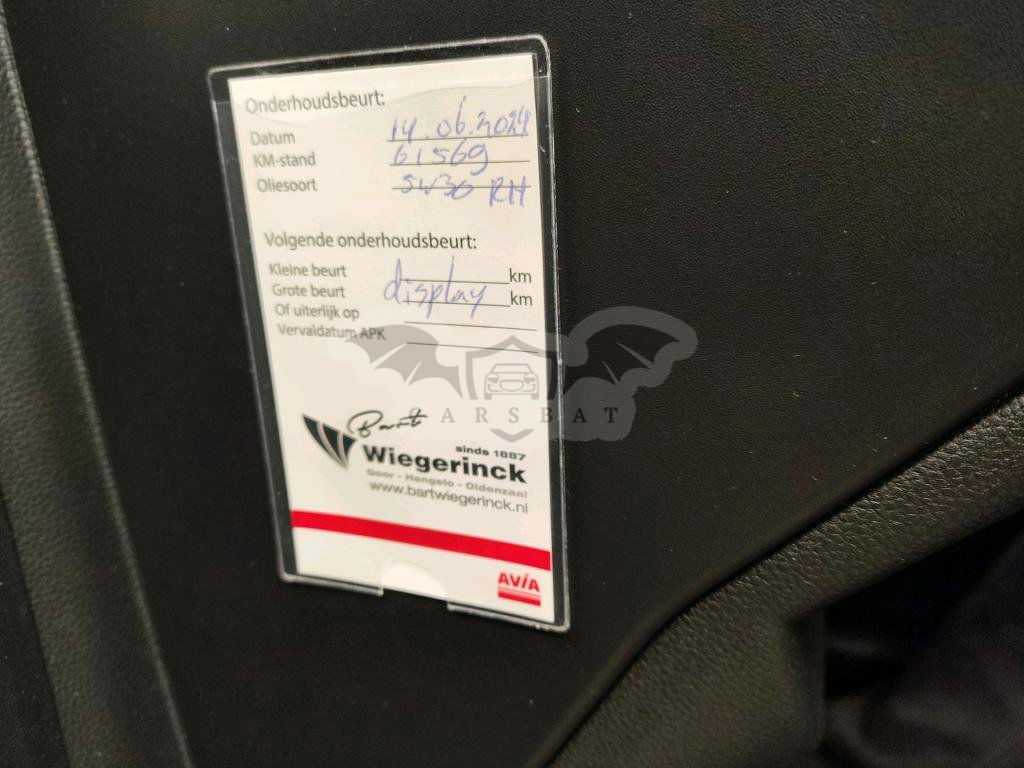 Onderhoudsbeurt:
Datum 14.06.2024
KM-stand 61569
Oliesoort 5W30 RH
Volgende onderhoudsbeurt:
Kleine beurt km
Grote beurt display km
Of uiterlijk op
Vervaldatum APK
CARSBAT
Bart
sinds 1887
Wiegerinck
Goor - Hengelo - Oldenzaal
www.bartwiegerinck.nl
AVIA